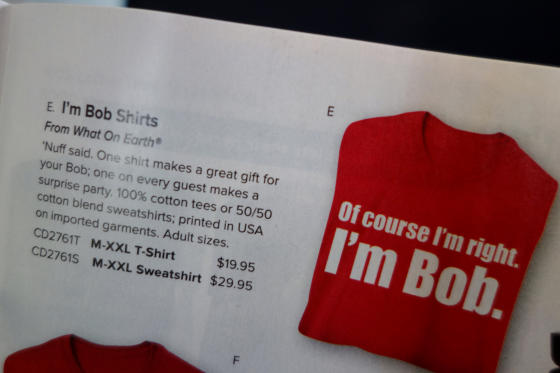 E. I'm Bob Shirts
From What On Earth®
'Nuff said. One shirt makes a great gift for
your Bob; one on every guest makes a
surprise party. 100% cotton tees or 50/50
cotton blend sweatshirts; printed in USA
on imported garments. Adult sizes.
CD2761T M-XXL T-Shirt $19.95
CD2761S M-XXL Sweatshirt $29.95
E
Of course I'm right.
I'm Bob.
F